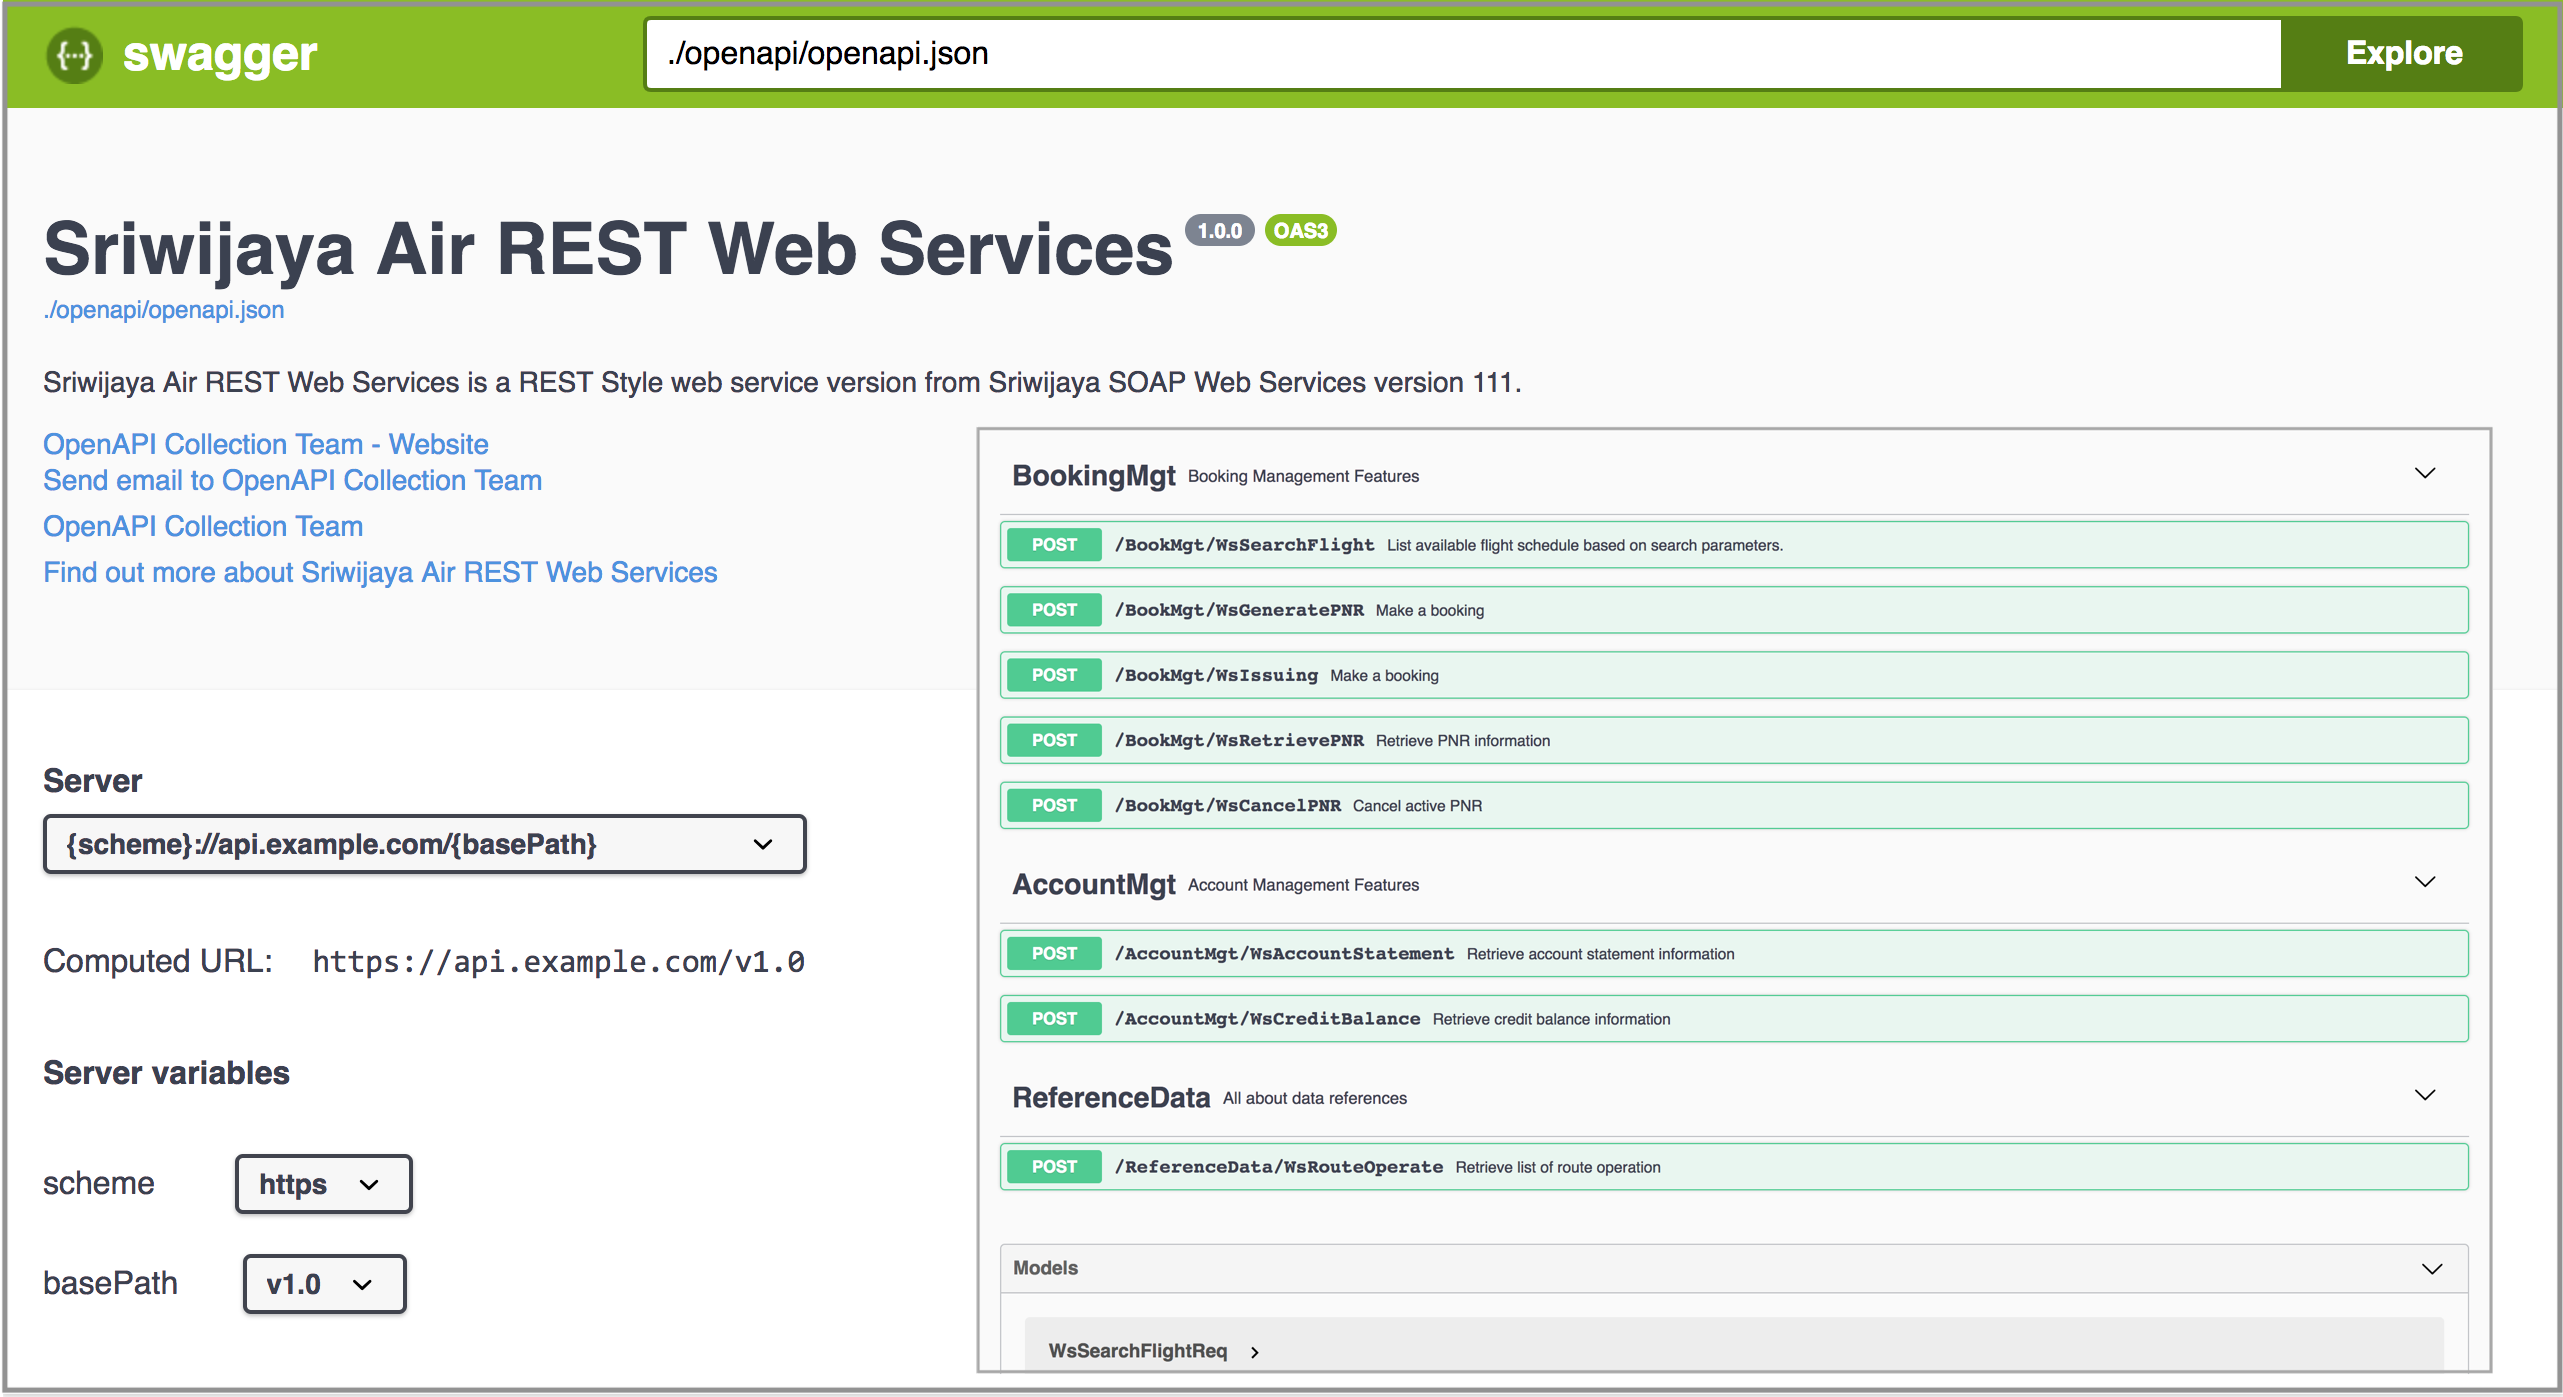 {···} swagger
./openapi/openapi.json
Explore
Sriwijaya Air REST Web Services 1.0.0 OAS3
./openapi/openapi.json
Sriwijaya Air REST Web Services is a REST Style web service version from Sriwijaya SOAP Web Services version 111.
OpenAPI Collection Team - Website
Send email to OpenAPI Collection Team
OpenAPI Collection Team
Find out more about Sriwijaya Air REST Web Services
Server
{scheme}://api.example.com/{basePath}
Computed URL: https://api.example.com/v1.0
Server variables
scheme https
basePath v1.0
BookingMgt Booking Management Features
POST /BookMgt/WsSearchFlight List available flight schedule based on search parameters.
POST /BookMgt/WsGeneratePNR Make a booking
POST /BookMgt/WsIssuing Make a booking
POST /BookMgt/WsRetrievePNR Retrieve PNR information
POST /BookMgt/WsCancelPNR Cancel active PNR
AccountMgt Account Management Features
POST /AccountMgt/WsAccountStatement Retrieve account statement information
POST /AccountMgt/WsCreditBalance Retrieve credit balance information
ReferenceData All about data references
POST /ReferenceData/WsRouteOperate Retrieve list of route operation
Models
WsSearchFlightReq